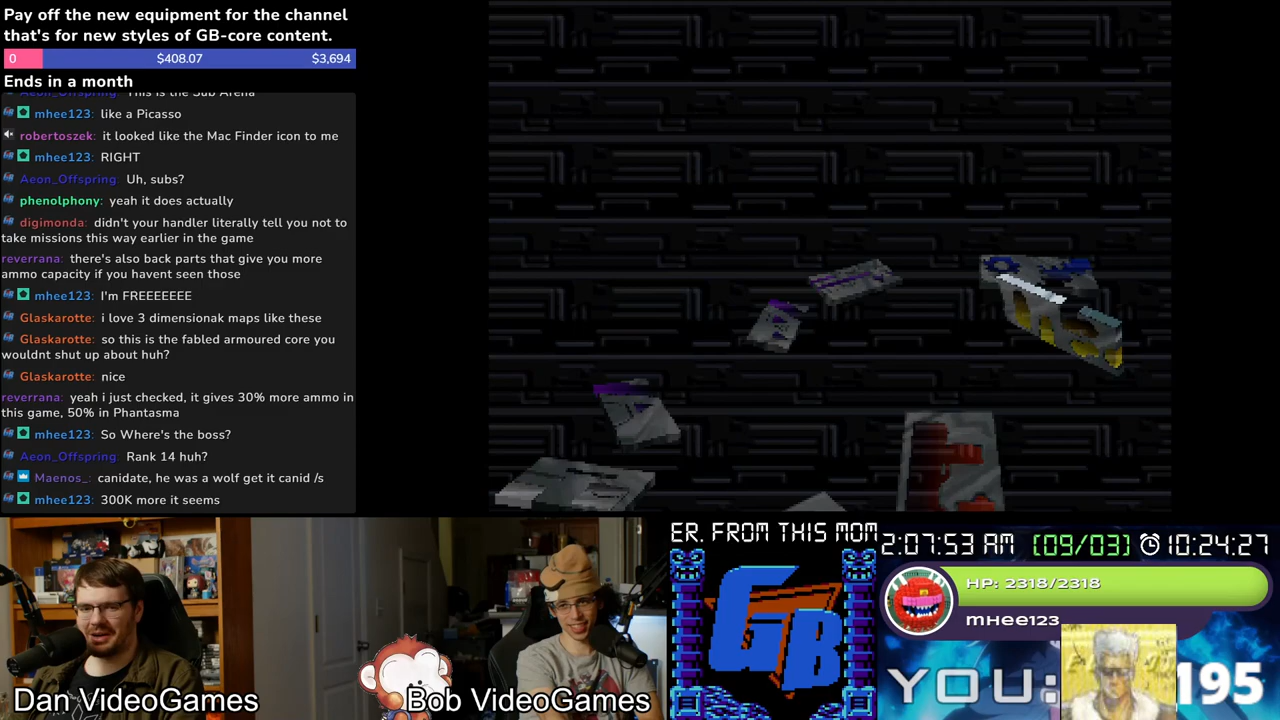 Pay off the new equipment for the channel
that's for new styles of GB-core content.
0 $408.07 $3,694
Ends in a month
Aeon_Offspring: This is the Sub Arena
mhee123: like a Picasso
robertoszek: it looked like the Mac Finder icon to me
mhee123: RIGHT
Aeon_Offspring: Uh, subs?
phenolphony: yeah it does actually
digimonda: didn't your handler literally tell you not to
take missions this way earlier in the game
reverrana: there's also back parts that give you more
ammo capacity if you havent seen those
mhee123: I'm FREEEEEEE
Glaskarotte: i love 3 dimensionak maps like these
Glaskarotte: so this is the fabled armoured core you
wouldnt shut up about huh?
Glaskarotte: nice
reverrana: yeah i just checked, it gives 30% more ammo in
this game, 50% in Phantasma
mhee123: So Where's the boss?
Aeon_Offspring: Rank 14 huh?
Maenos_: canidate, he was a wolf get it canid /s
mhee123: 300K more it seems
Dan VideoGames
Bob VideoGames
ER. FROM THIS MOM
GB
2:07:53 AM [09/03] 10:24:27
HP: 2318/2318
mHee123
YOU: 195